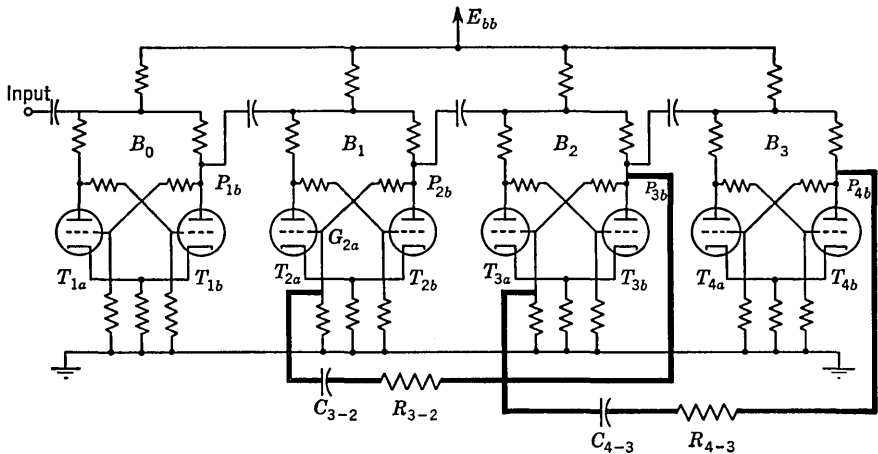 E_bb
Input
B_0
B_1
B_2
B_3
P_1b
P_2b
P_3b
P_4b
G_2a
T_1a
T_1b
T_2a
T_2b
T_3a
T_3b
T_4a
T_4b
C_3-2
R_3-2
C_4-3
R_4-3